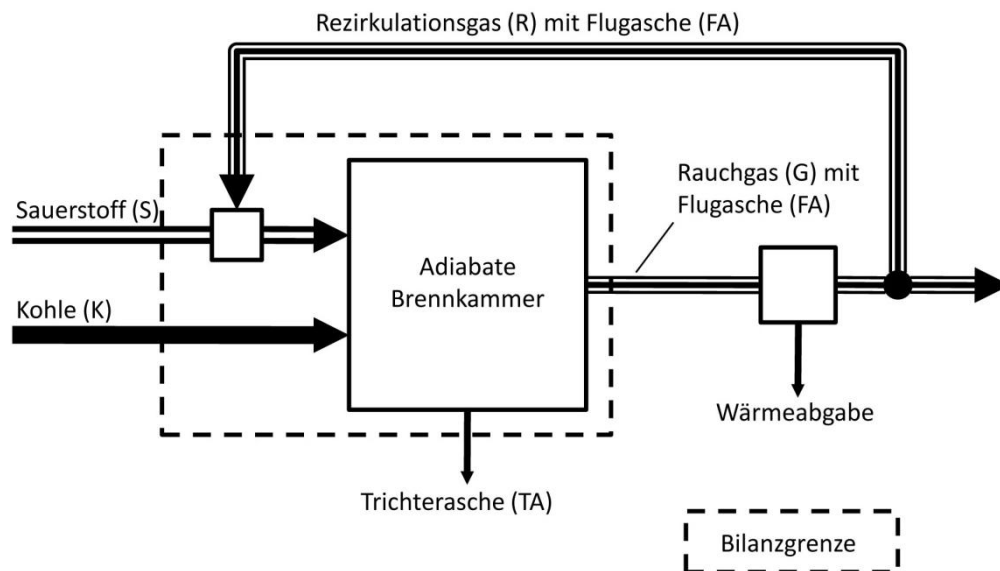 Rezirkulationsgas (R) mit Flugasche (FA)
Sauerstoff (S)
Kohle (K)
Adiabate
Brennkammer
Rauchgas (G) mit
Flugasche (FA)
Wärmeabgabe
Trichterasche (TA)
Bilanzgrenze